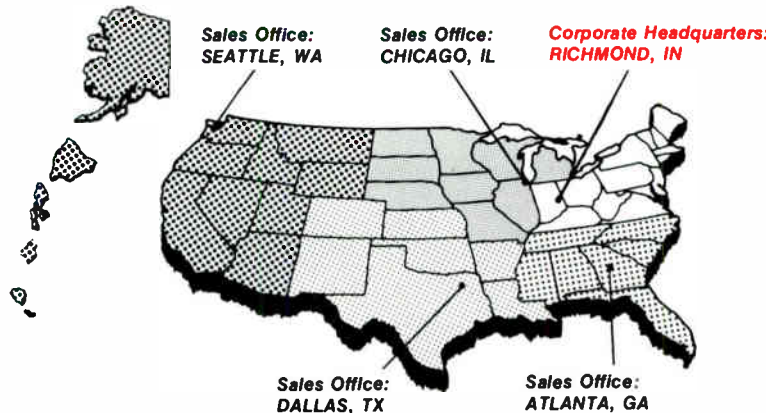 Sales Office:
SEATTLE, WA
Sales Office:
CHICAGO, IL
Corporate Headquarters:
RICHMOND, IN
Sales Office:
DALLAS, TX
Sales Office:
ATLANTA, GA